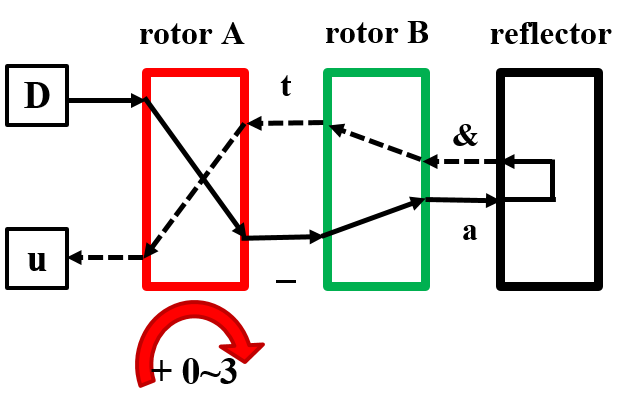 rotor A
rotor B
reflector
D
t
&
a
u
_
+ 0~3